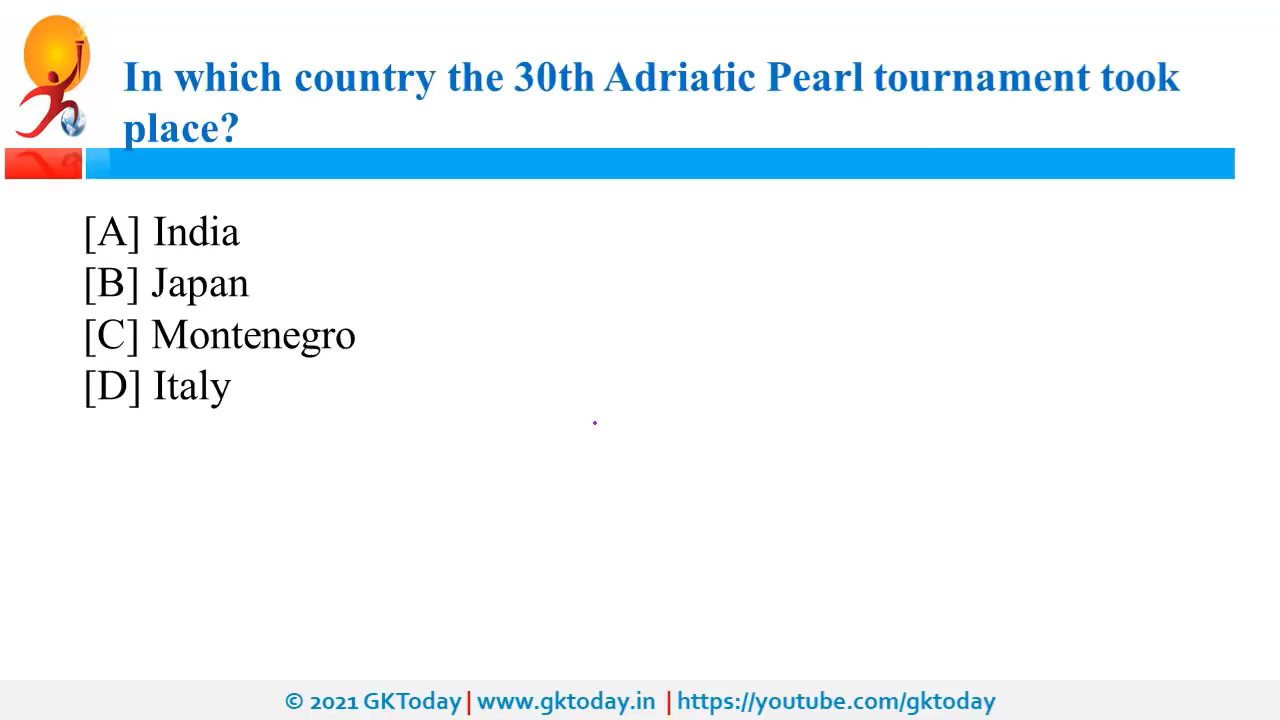 In which country the 30th Adriatic Pearl tournament took
place?
[A] India
[B] Japan
[C] Montenegro
[D] Italy
© 2021 GKToday | www.gktoday.in | https://youtube.com/gktoday